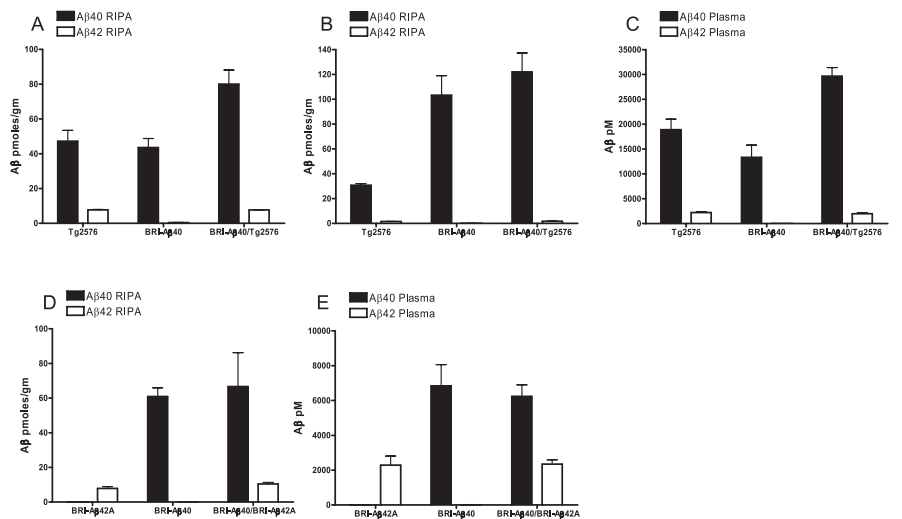 A
Aβ40 RIPA
Aβ42 RIPA
Aβ pmoles/gm
100
80
60
40
20
0
Tg2576
BRI-Aβ40
BRI-Aβ40/Tg2576
B
Aβ40 RIPA
Aβ42 RIPA
Aβ pmoles/gm
140
120
100
80
60
40
20
0
Tg2576
BRI-Aβ40
BRI-Aβ40/Tg2576
C
Aβ40 Plasma
Aβ42 Plasma
Aβ pM
35000
30000
25000
20000
15000
10000
5000
0
Tg2576
BRI-Aβ40
BRI-Aβ40/Tg2576
D
Aβ40 RIPA
Aβ42 RIPA
Aβ pmoles/gm
100
80
60
40
20
0
BRI-Aβ42A
BRI-Aβ40
BRI-Aβ40/BRI-Aβ42A
E
Aβ40 Plasma
Aβ42 Plasma
Aβ pM
10000
8000
6000
4000
2000
0
BRI-Aβ42A
BRI-Aβ40
BRI-Aβ40/BRI-Aβ42A